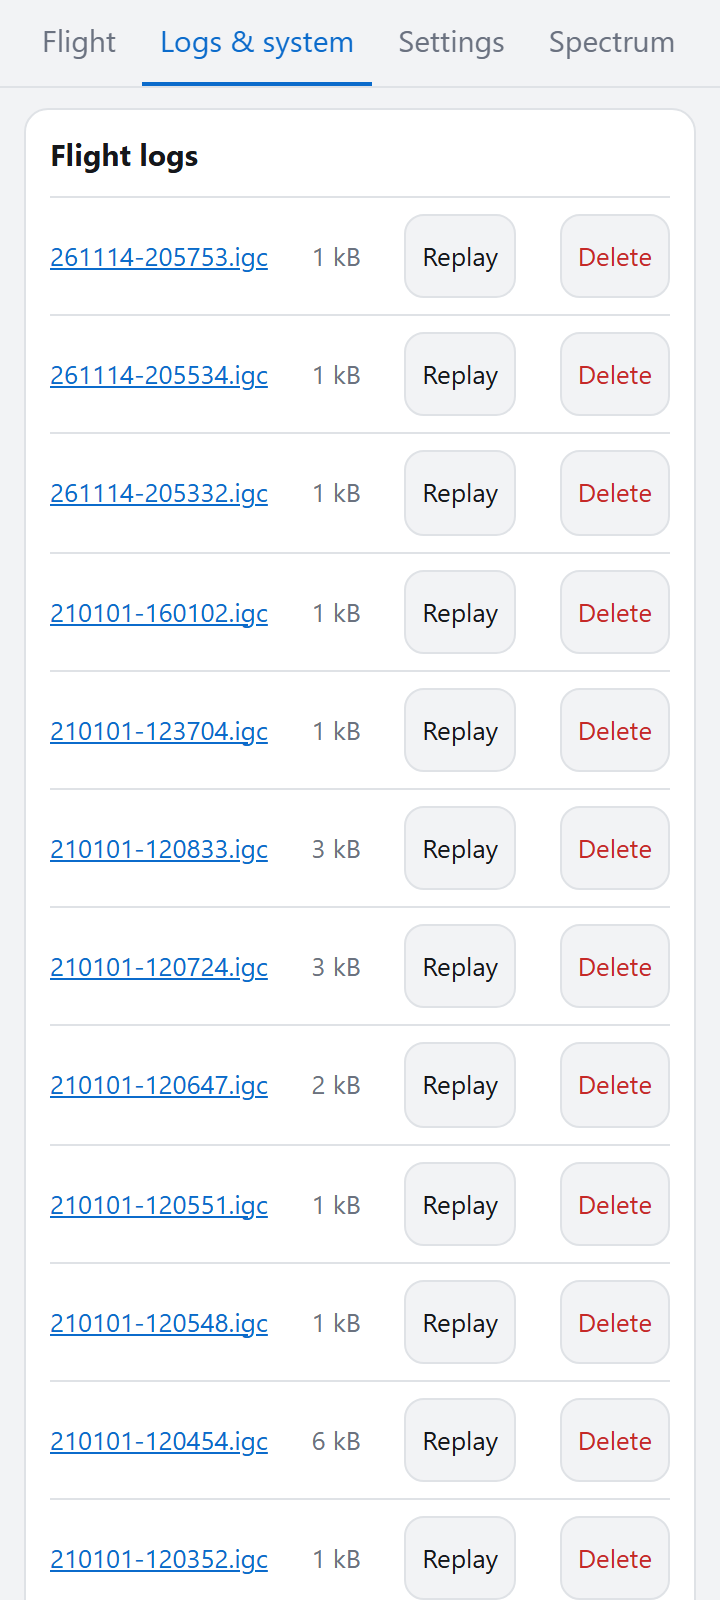 Flight Logs & system Settings Spectrum
Flight logs
261114-205753.igc 1 kB Replay Delete
261114-205534.igc 1 kB Replay Delete
261114-205332.igc 1 kB Replay Delete
210101-160102.igc 1 kB Replay Delete
210101-123704.igc 1 kB Replay Delete
210101-120833.igc 3 kB Replay Delete
210101-120724.igc 3 kB Replay Delete
210101-120647.igc 2 kB Replay Delete
210101-120551.igc 1 kB Replay Delete
210101-120548.igc 1 kB Replay Delete
210101-120454.igc 6 kB Replay Delete
210101-120352.igc 1 kB Replay Delete